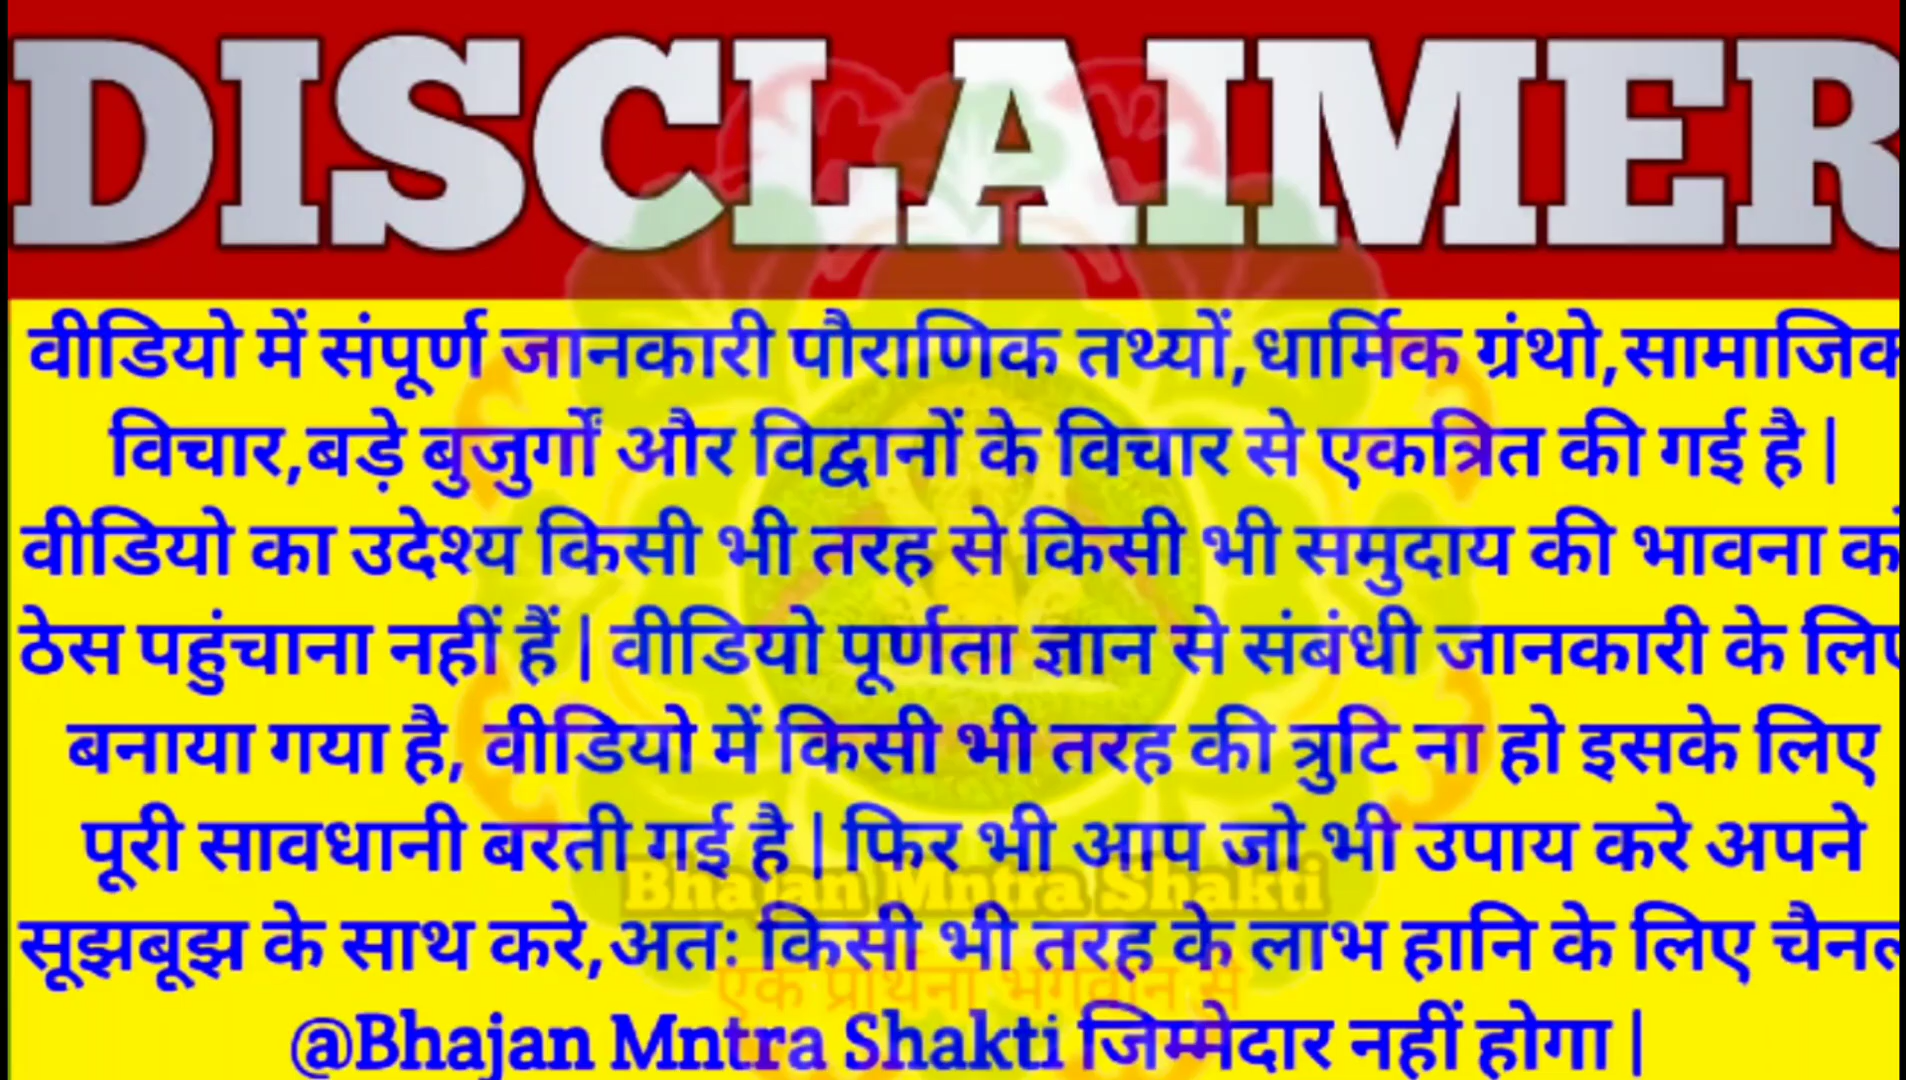 DISCLAIMER
वीडियो में संपूर्ण जानकारी पौराणिक तथ्यों,धार्मिक ग्रंथो,सामाजिक
विचार,बड़े बुजुर्गों और विद्वानों के विचार से एकत्रित की गई है |
वीडियो का उदेश्य किसी भी तरह से किसी भी समुदाय की भावना को
ठेस पहुंचाना नहीं हैं | वीडियो पूर्णता ज्ञान से संबंधी जानकारी के लिए
बनाया गया है, वीडियो में किसी भी तरह की त्रुटि ना हो इसके लिए
पूरी सावधानी बरती गई है | फिर भी आप जो भी उपाय करे अपने
Bhajan Mntra Shakti
सूझबूझ के साथ करे,अतः किसी भी तरह के लाभ हानि के लिए चैनल
एक प्रार्थना भगवान से
@Bhajan Mntra Shakti जिम्मेदार नहीं होगा |